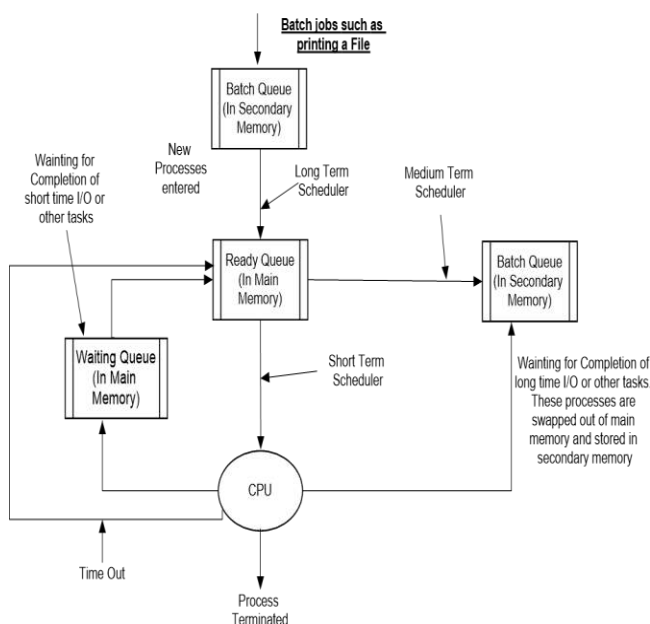 Batch jobs such as
printing a File
Batch Queue
(In Secondary
Memory)
New
Processes
entered
Long Term
Scheduler
Wainting for
Completion of
short time I/O or
other tasks
Medium Term
Scheduler
Ready Queue
(In Main
Memory)
Batch Queue
(In Secondary
Memory)
Waiting Queue
(In Main
Memory)
Short Term
Scheduler
Wainting for Completion of
long time I/O or other tasks
These processes are
swapped out of main
memory and stored in
secondary memory
CPU
Time Out
Process
Terminated